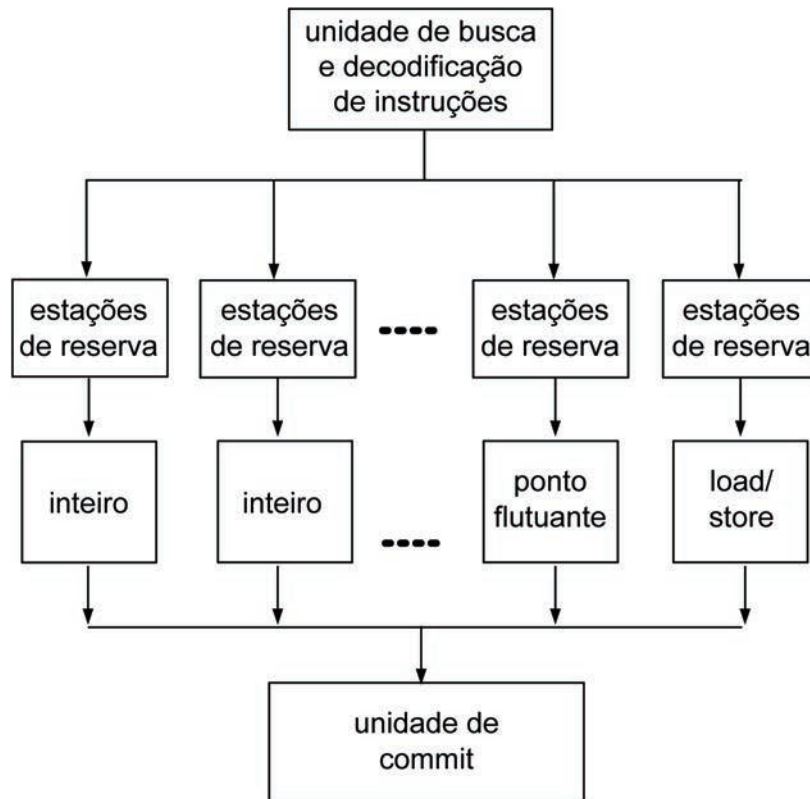 unidade de busca
e decodificação
de instruções
estações
de reserva
estações
de reserva
estações
de reserva
estações
de reserva
inteiro
inteiro
ponto
flutuante
load/
store
unidade de
commit